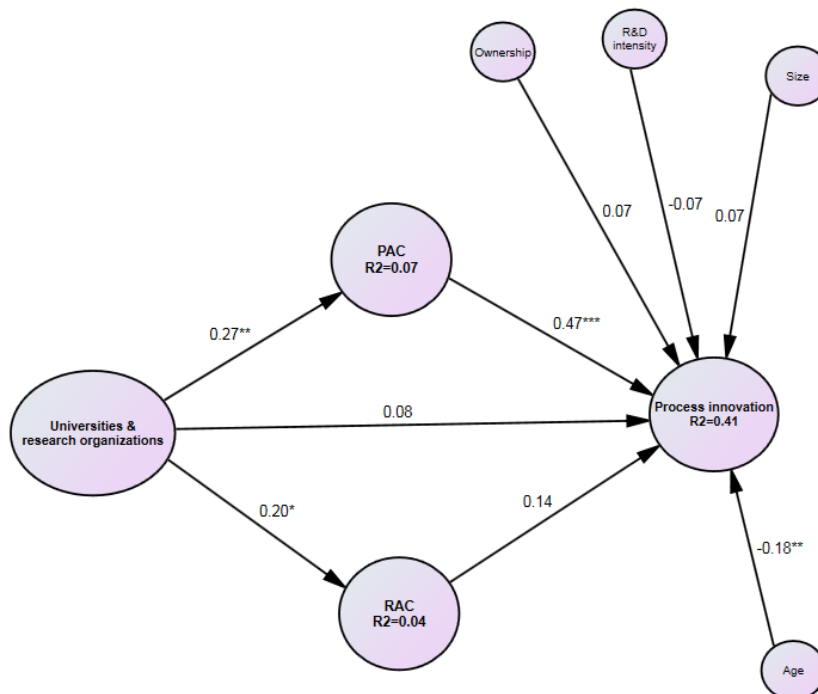 Ownership
R&D
intensity
Size
0.07
-0.07
0.07
PAC
R2=0.07
0.27**
0.47***
Universities &
research organizations
0.08
Process innovation
R2=0.41
0.20*
0.14
RAC
R2=0.04
-0.18**
Age